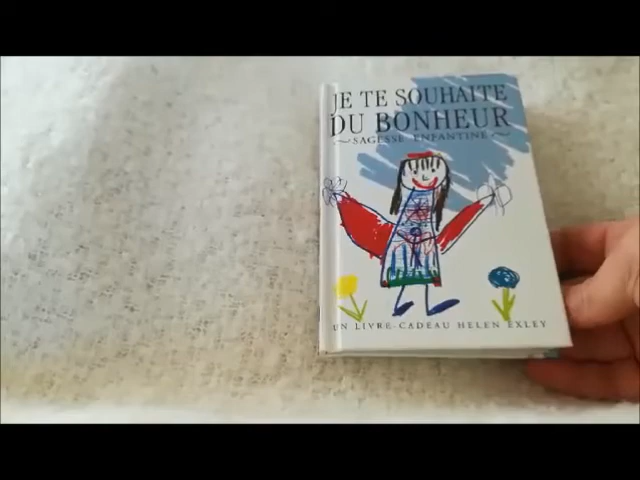 JE TE SOUHAITE
DU BONHEUR
~SAGESSE ENFANTINE~
UN LIVRE-CADEAU HELEN EXLEY